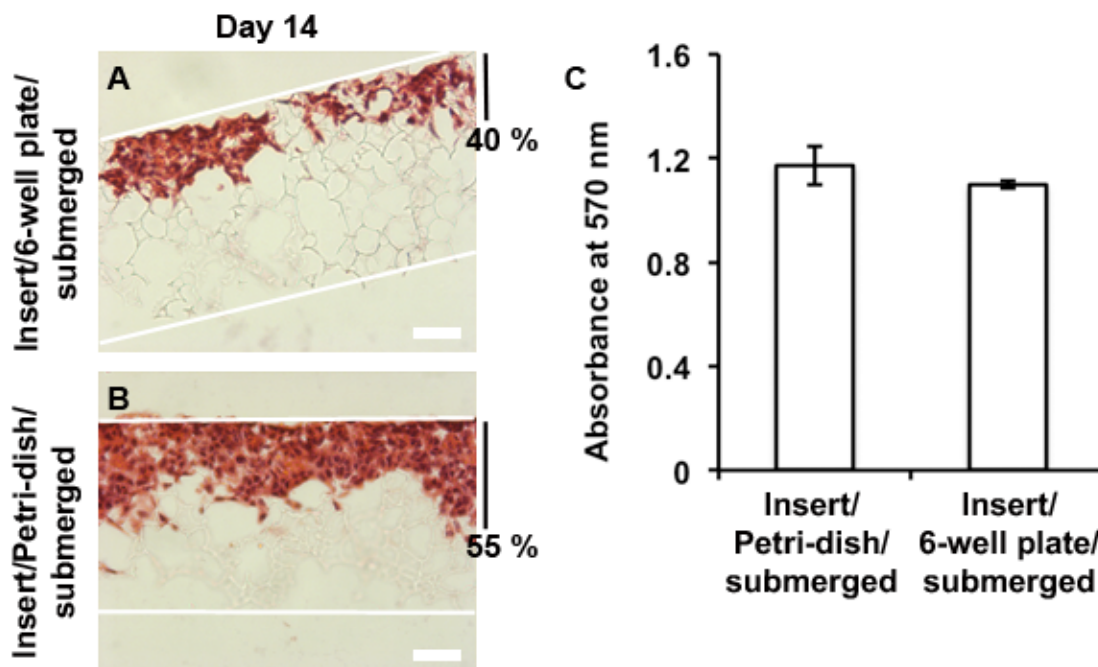 Day 14
Insert/6-well plate/
submerged
A
40 %
Insert/Petri-dish/
submerged
B
55 %
C
Absorbance at 570 nm
1.6
1.2
0.8
0.4
0
Insert/
Petri-dish/
submerged
Insert/
6-well plate/
submerged